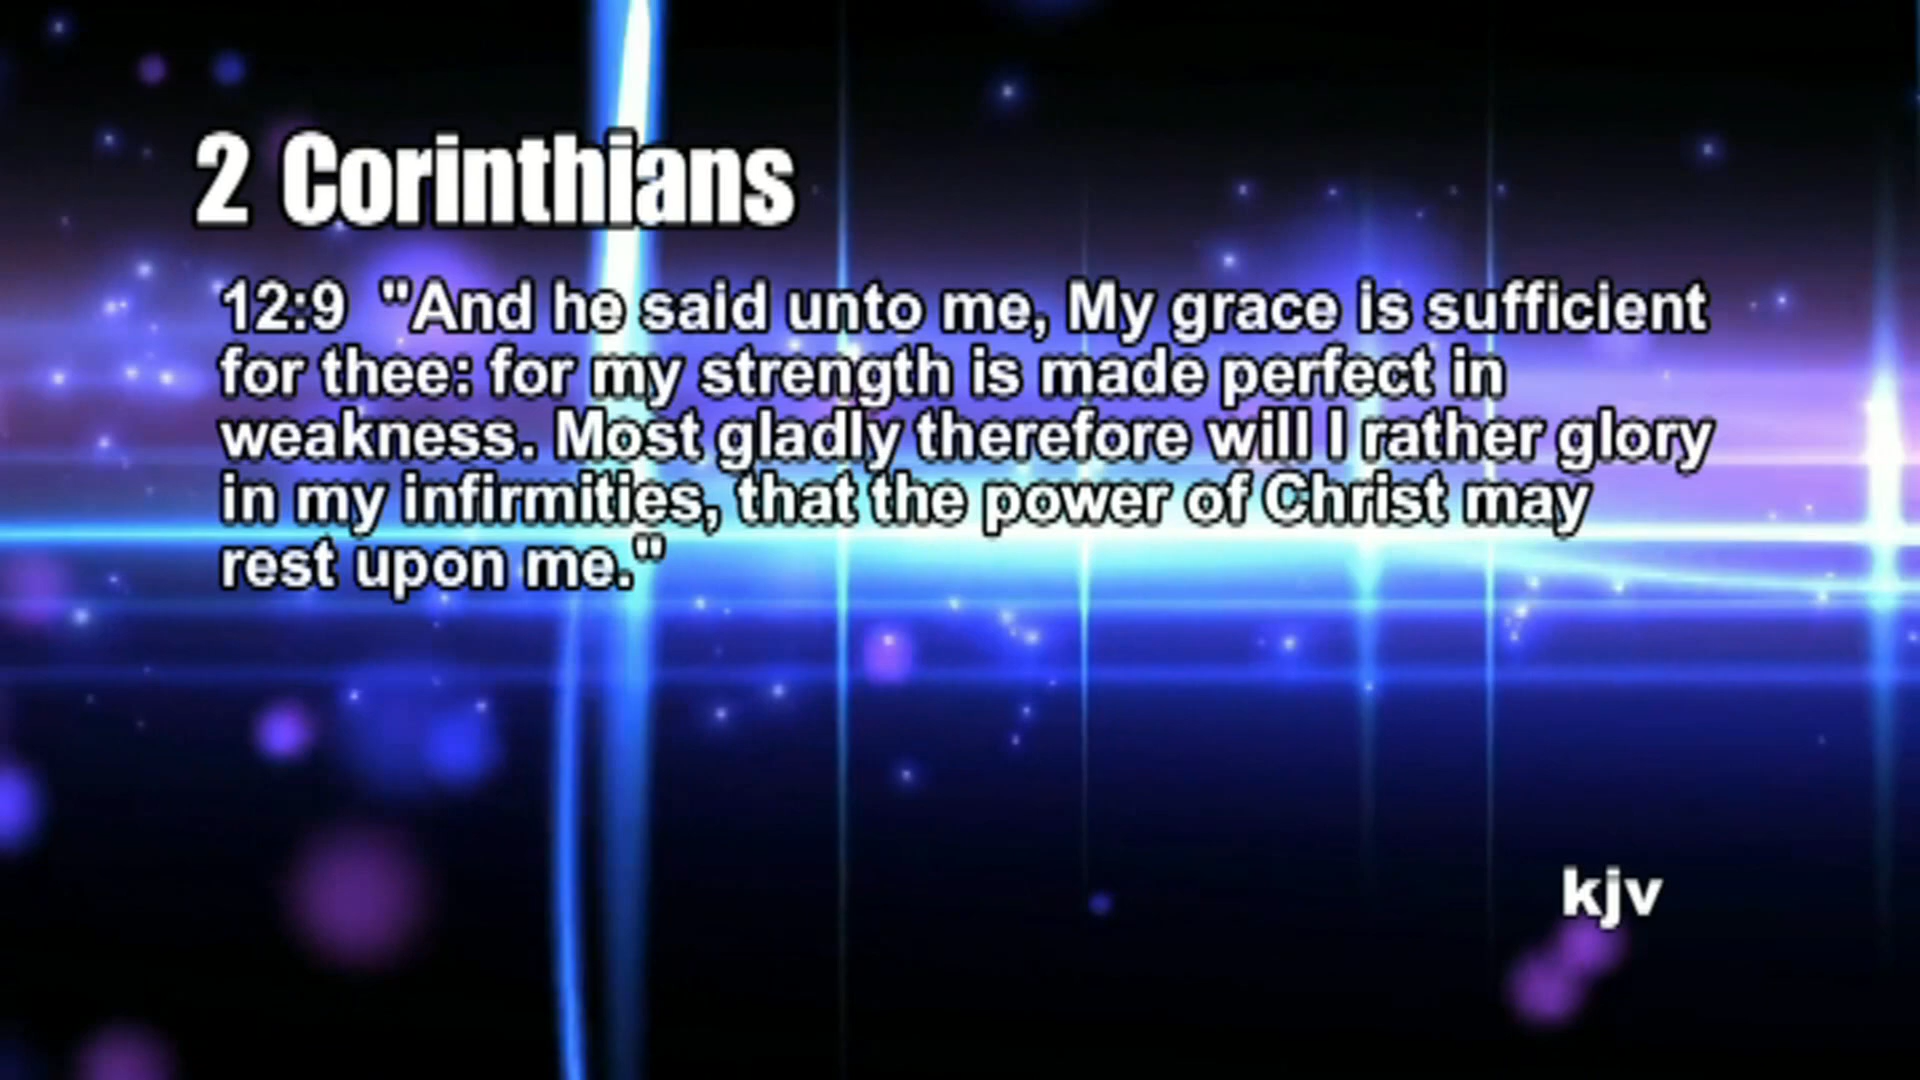 2 Corinthians
12:9  "And he said unto me, My grace is sufficient
for thee: for my strength is made perfect in
weakness. Most gladly therefore will I rather glory
in my infirmities, that the power of Christ may
rest upon me."
kjv